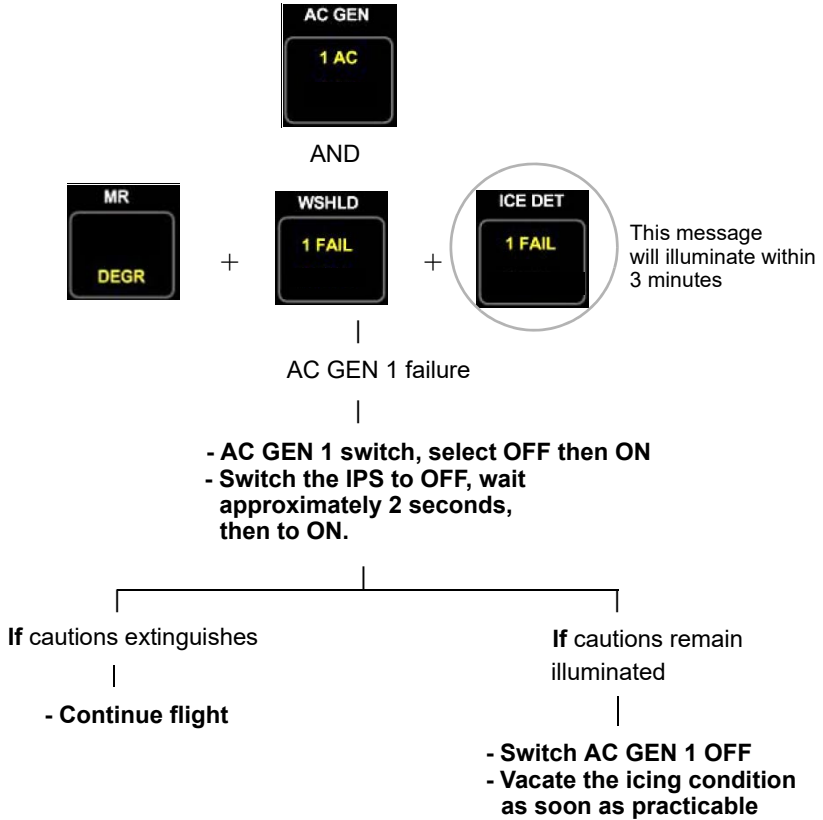 AC GEN
1 AC
AND
MR
DEGR
+
WSHLD
1 FAIL
+
ICE DET
1 FAIL
This message
will illuminate within
3 minutes
AC GEN 1 failure
- AC GEN 1 switch, select OFF then ON
- Switch the IPS to OFF, wait
approximately 2 seconds,
then to ON.
If cautions extinguishes
- Continue flight
If cautions remain
illuminated
- Switch AC GEN 1 OFF
- Vacate the icing condition
as soon as practicable